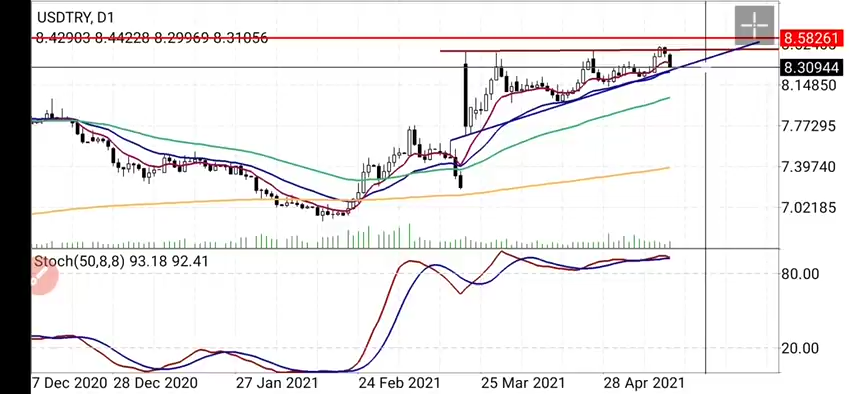 USDTRY, D1
8.42903 8.44228 8.29969 8.31056
8.58261
8.30944
8.14850
7.77295
7.39740
7.02185
Stoch(50,8,8) 93.18 92.41
80.00
20.00
7 Dec 2020 28 Dec 2020 27 Jan 2021 24 Feb 2021 25 Mar 2021 28 Apr 2021